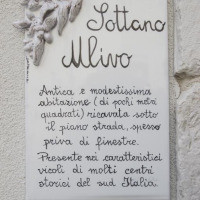 Sottano
Ulivo
Antica e modestissima
abitazione (di pochi metri
quadrati) ricavata sotto
il piano strada, spesso
priva di finestre.
Presente nei caratteristici
vicoli di molti centri
storici del sud Italia.